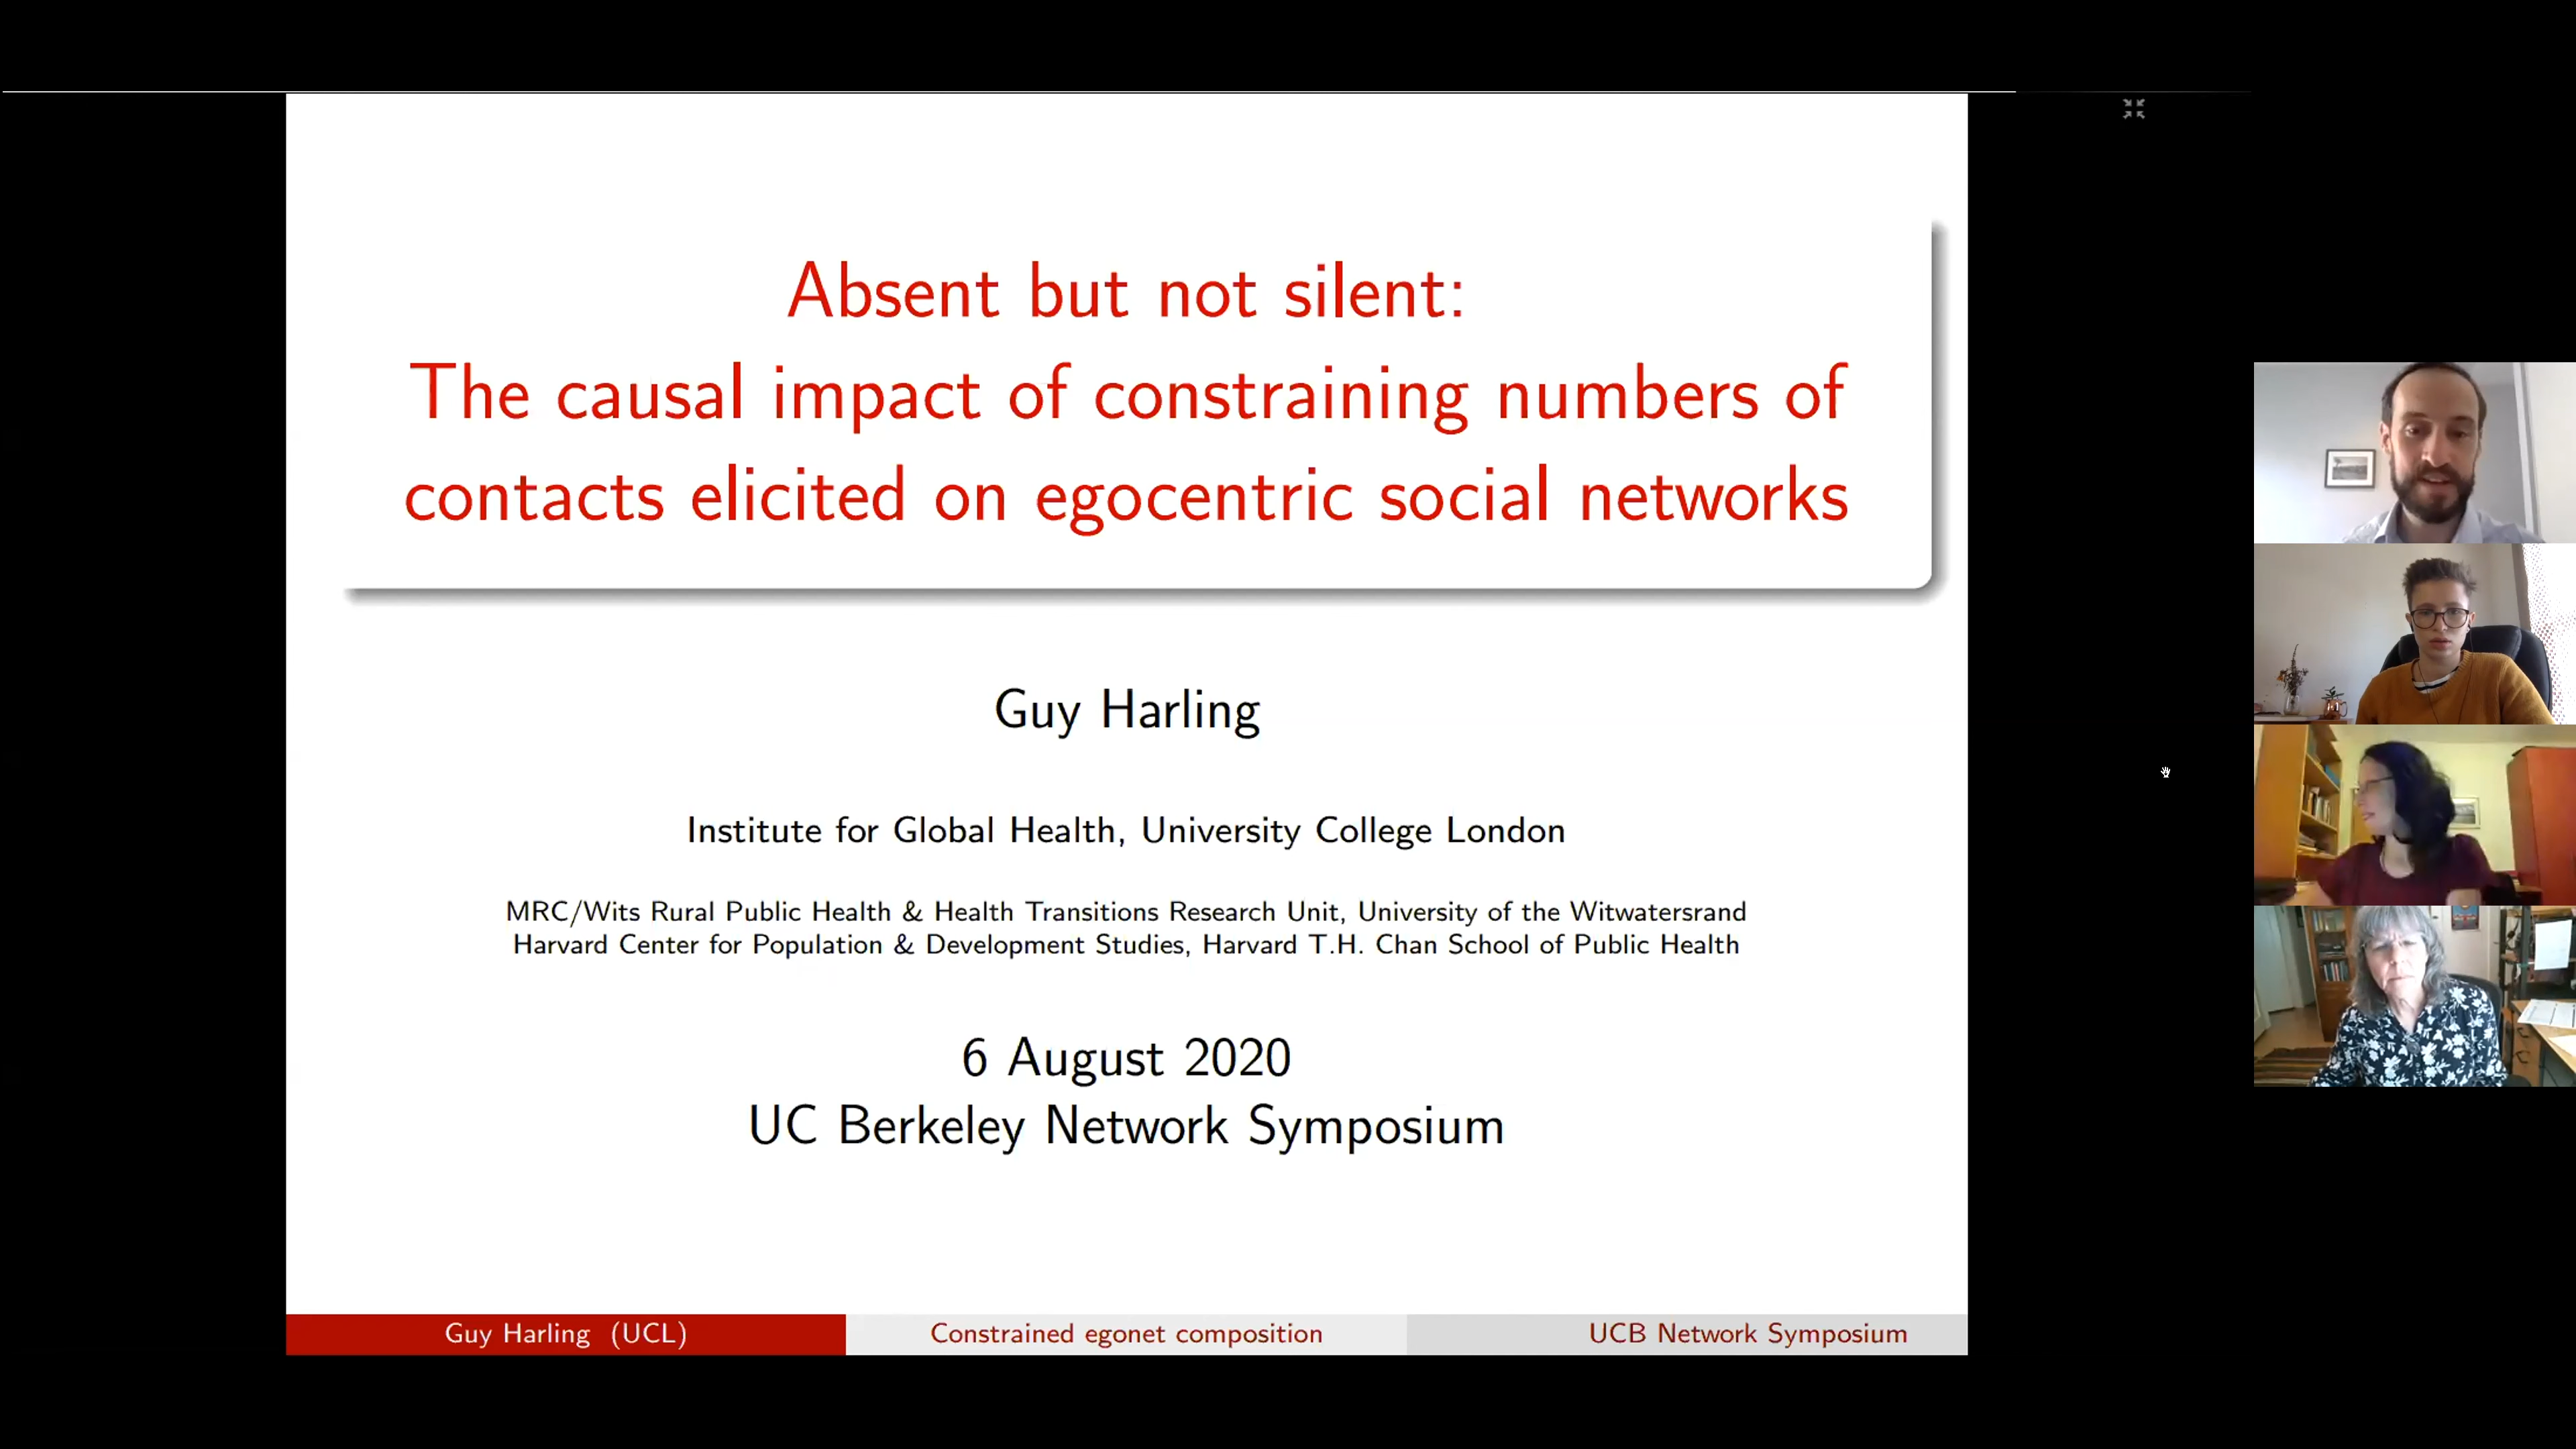 Absent but not silent:
The causal impact of constraining numbers of
contacts elicited on egocentric social networks
Guy Harling
Institute for Global Health, University College London
MRC/Wits Rural Public Health & Health Transitions Research Unit, University of the Witwatersrand
Harvard Center for Population & Development Studies, Harvard T.H. Chan School of Public Health
6 August 2020
UC Berkeley Network Symposium
Guy Harling (UCL)
Constrained egonet composition
UCB Network Symposium